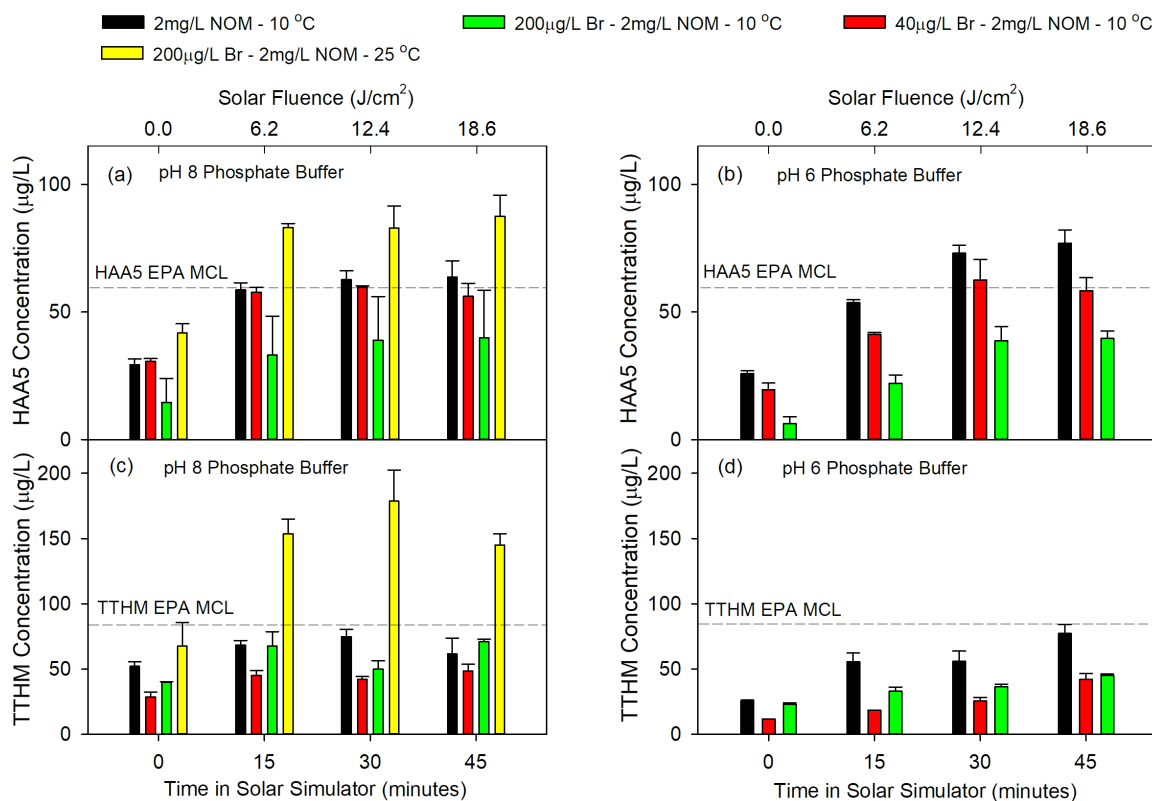 2mg/L NOM - 10 °C
200µg/L Br - 2mg/L NOM - 10 °C
40µg/L Br - 2mg/L NOM - 10 °C
200µg/L Br - 2mg/L NOM - 25 °C
Solar Fluence (J/cm²)
0.0 6.2 12.4 18.6
Solar Fluence (J/cm²)
0.0 6.2 12.4 18.6
HAA5 Concentration (µg/L)
100
50
0
(a) pH 8 Phosphate Buffer
HAA5 EPA MCL
HAA5 Concentration (µg/L)
100
50
0
(b) pH 6 Phosphate Buffer
HAA5 EPA MCL
TTHM Concentration (µg/L)
200
150
100
50
0
(c) pH 8 Phosphate Buffer
TTHM EPA MCL
0 15 30 45
Time in Solar Simulator (minutes)
TTHM Concentration (µg/L)
200
150
100
50
0
(d) pH 6 Phosphate Buffer
TTHM EPA MCL
0 15 30 45
Time in Solar Simulator (minutes)